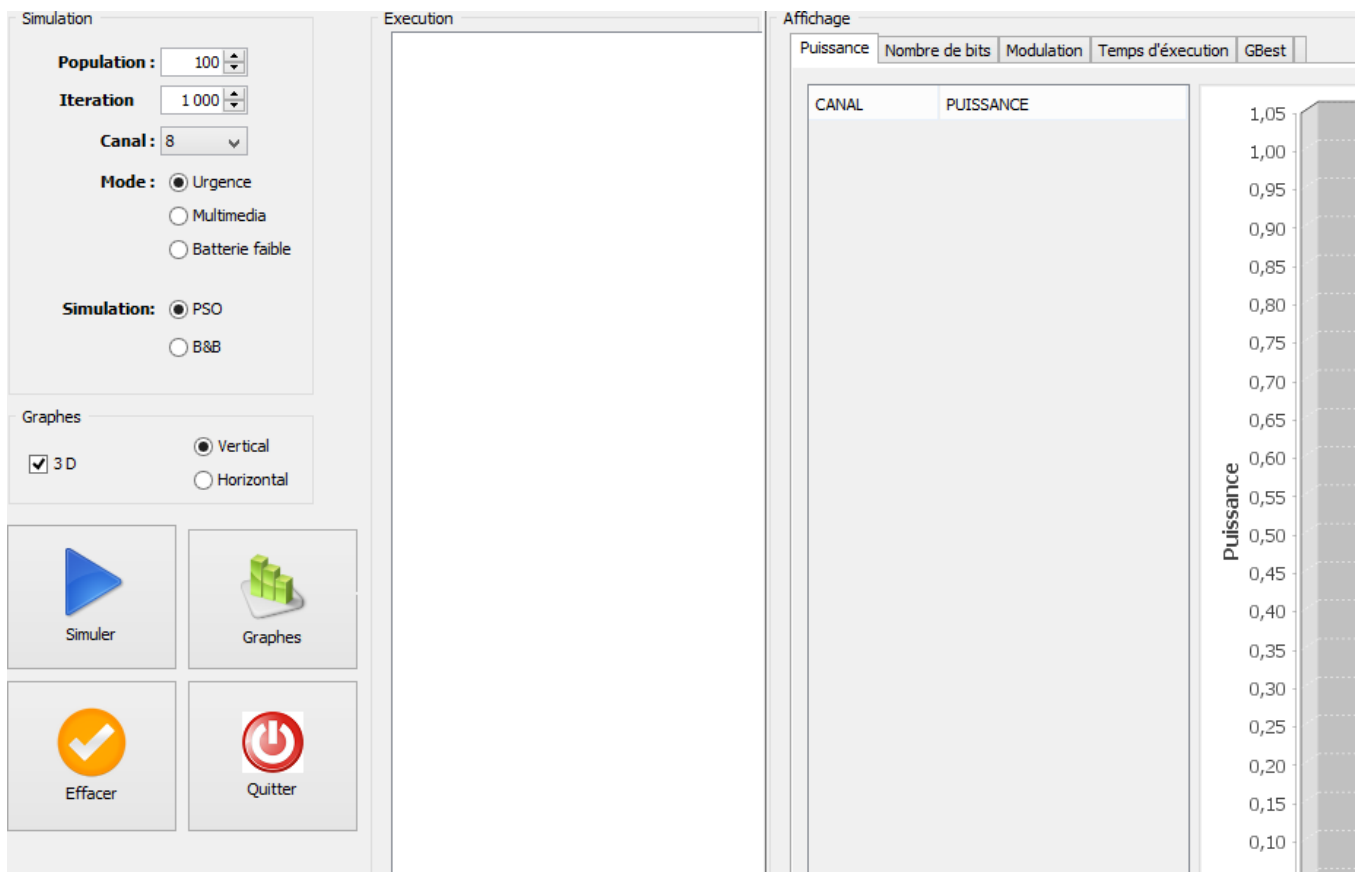 Simulation
Population :
100
Iteration
1 000
Canal :
8
Mode :
Urgence
Multimedia
Batterie faible
Simulation:
PSO
B&B
Graphes
3 D
Vertical
Horizontal
Simuler
Graphes
Effacer
Quitter
Execution
Affichage
Puissance
Nombre de bits
Modulation
Temps d'éxecution
GBest
CANAL
PUISSANCE
Puissance
1,05
1,00
0,95
0,90
0,85
0,80
0,75
0,70
0,65
0,60
0,55
0,50
0,45
0,40
0,35
0,30
0,25
0,20
0,15
0,10